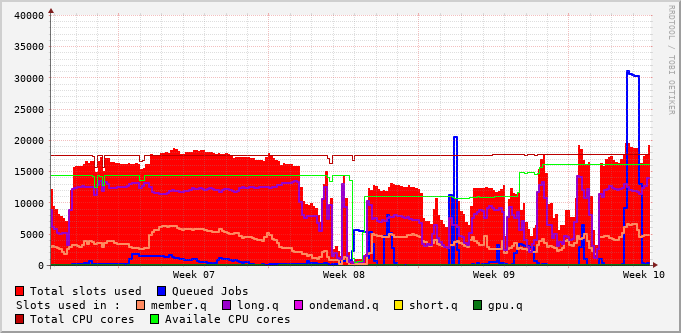 40000
35000
30000
25000
20000
15000
10000
5000
0
Week 07 Week 08 Week 09 Week 10
RRDTOOL / TOBI OETIKER
Total slots used Queued Jobs
Slots used in : member.q long.q ondemand.q short.q gpu.q
Total CPU cores Availale CPU cores